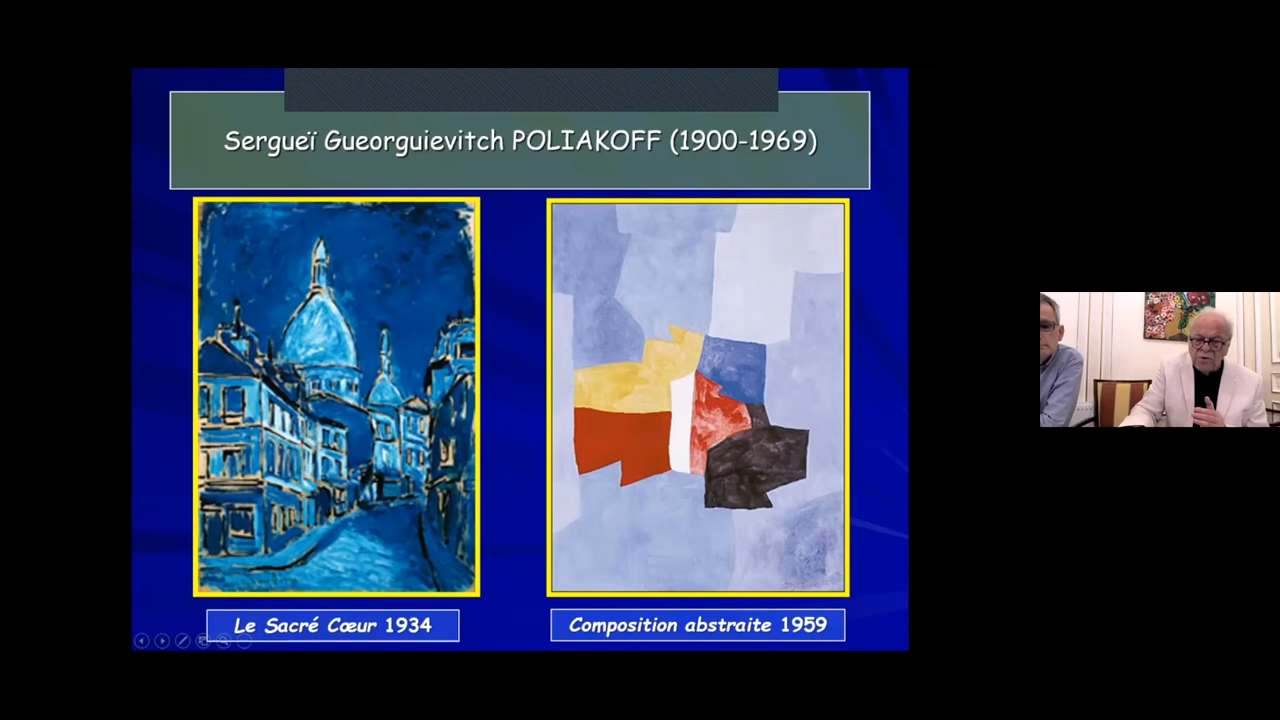 Sergueï Gueorguievitch POLIAKOFF (1900-1969)
Le Sacré Cœur 1934
Composition abstraite 1959